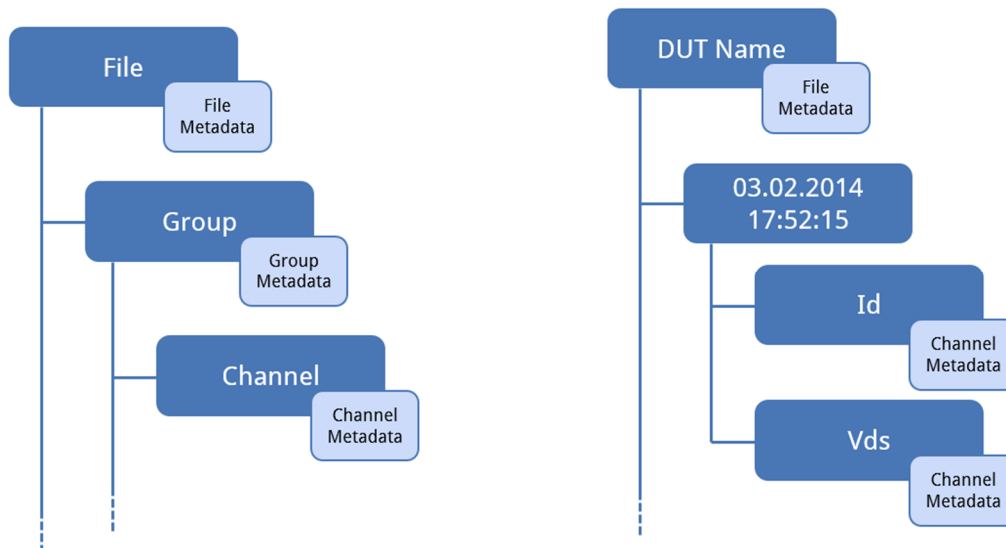 File
File
Metadata
Group
Group
Metadata
Channel
Channel
Metadata
DUT Name
File
Metadata
03.02.2014
17:52:15
Id
Channel
Metadata
Vds
Channel
Metadata